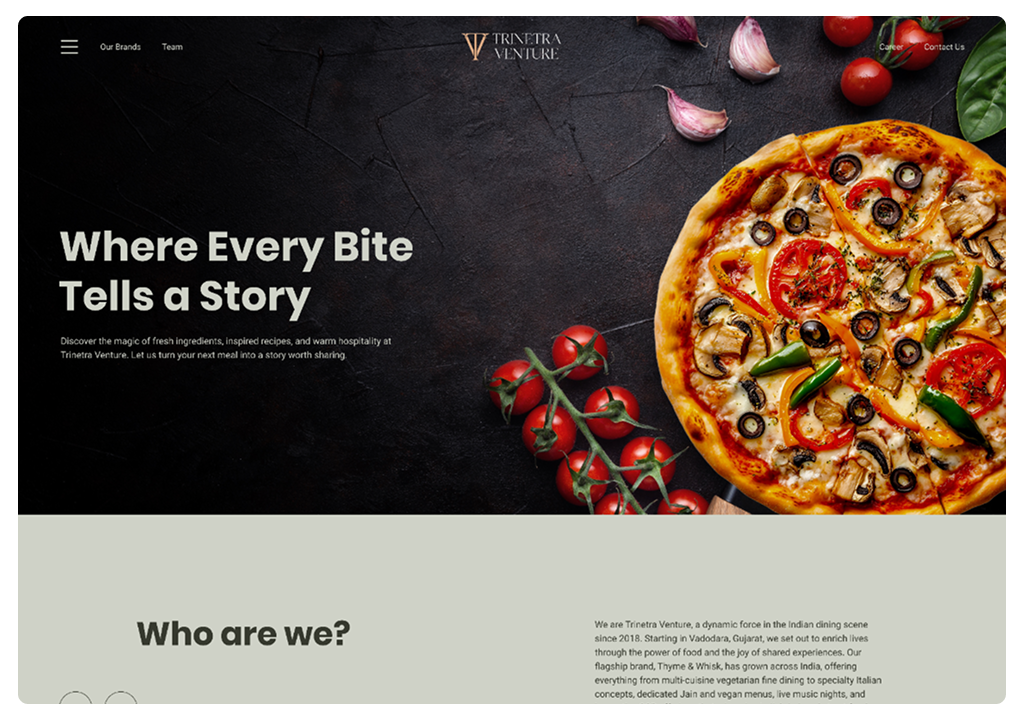 Our Brands
Team
TRINETRA
VENTURE
Career
Contact Us
Where Every Bite
Tells a Story
Discover the magic of fresh ingredients, inspired recipes, and warm hospitality at
Trinetra Venture. Let us turn your next meal into a story worth sharing.
Who are we?
We are Trinetra Venture, a dynamic force in the Indian dining scene
since 2018. Starting in Vadodara, Gujarat, we set out to enrich lives
through the power of food and the joy of shared experiences. Our
flagship brand, Thyme & Whisk, has grown across India, offering
everything from multi-cuisine vegetarian fine dining to specialty Italian
concepts, dedicated Jain and vegan menus, live music nights, and